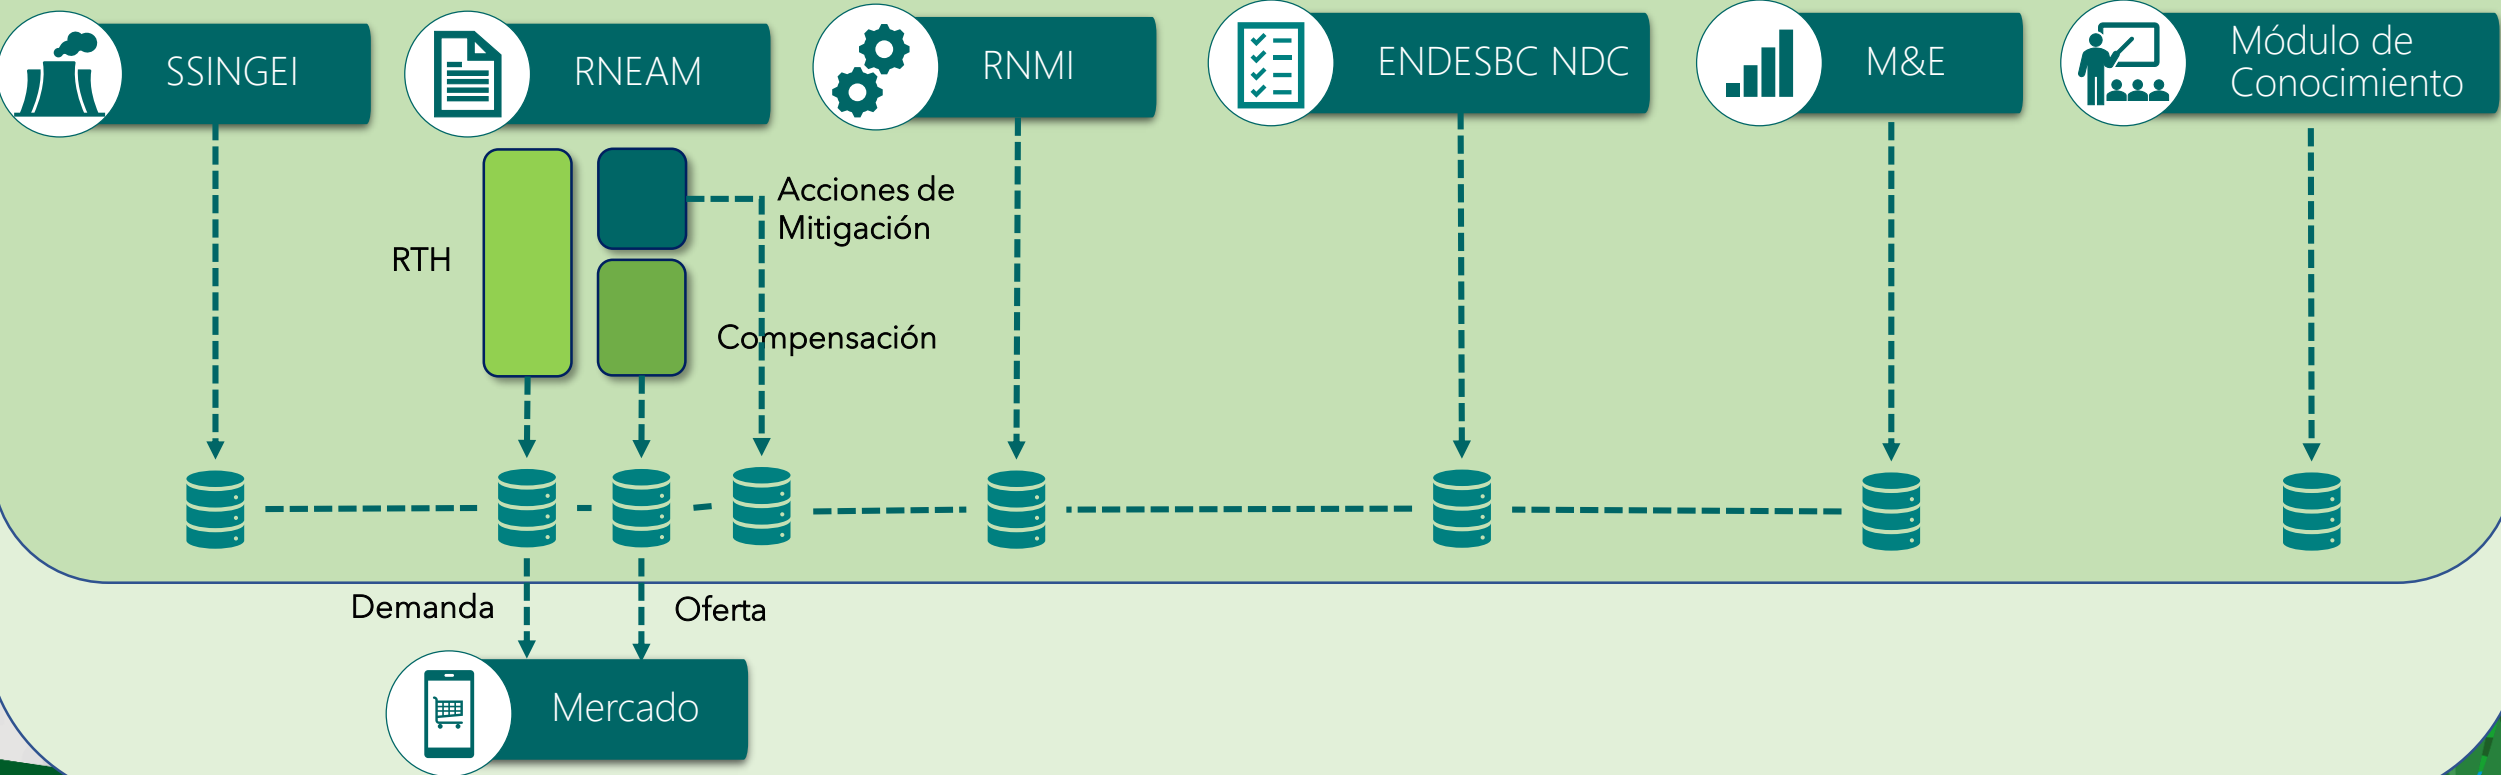 SSINGEI
RNEAM
RNMI
ENDESBC NDC
M&E
Módulo de
Conocimiento
Acciones de
Mitigación
RTH
Compensación
Demanda
Oferta
Mercado